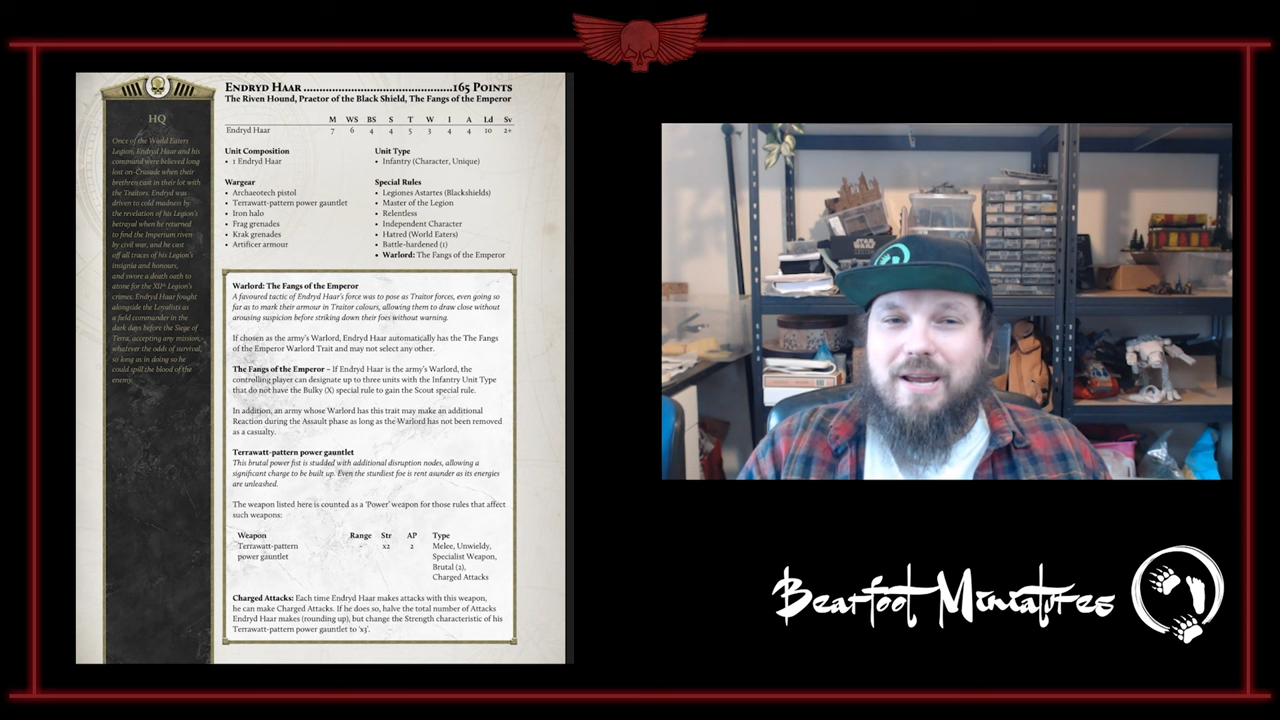 ENDRYD HAAR ..................................................165 POINTS
The Riven Hound, Praetor of the Black Shield, The Fangs of the Emperor
HQ
Once of the World Eaters
Legion, Endryd Haar and his
command were believed long
lost on-Crusade when their
brethren cast in their lot with
the Traitors. Endryd was
driven to cold madness by
the revelation of his Legion's
betrayal when he returned
to find the Imperium riven
by civil war, and he cast
off all traces of his Legion's
insignia and honours,
and swore a death oath to
atone for the XIIth Legion's
crimes. Endryd Haar fought
alongside the Loyalists as
a field commander in the
dark days before the Siege of
Terra, accepting any mission,
whatever the odds of survival,
so long as in doing so he
could spill the blood of the
enemy.
M WS BS S T W I A Ld Sv
Endryd Haar 7 6 4 4 5 3 4 4 10 2+
Unit Composition
• 1 Endryd Haar
Unit Type
• Infantry (Character, Unique)
Wargear
• Archaeotech pistol
• Terrawatt-pattern power gauntlet
• Iron halo
• Frag grenades
• Krak grenades
• Artificer armour
Special Rules
• Legiones Astartes (Blackshields)
• Master of the Legion
• Relentless
• Independent Character
• Hatred (World Eaters)
• Battle-hardened (1)
• Warlord: The Fangs of the Emperor
Warlord: The Fangs of the Emperor
A favoured tactic of Endryd Haar's force was to pose as Traitor forces, even going so
far as to mark their armour in Traitor colours, allowing them to draw close without
arousing suspicion before striking down their foes without warning.
If chosen as the army's Warlord, Endryd Haar automatically has the The Fangs
of the Emperor Warlord Trait and may not select any other.
The Fangs of the Emperor – If Endryd Haar is the army's Warlord, the
controlling player can designate up to three units with the Infantry Unit Type
that do not have the Bulky (X) special rule to gain the Scout special rule.
In addition, an army whose Warlord has this trait may make an additional
Reaction during the Assault phase as long as the Warlord has not been removed
as a casualty.
Terrawatt-pattern power gauntlet
This brutal power fist is studded with additional disruption nodes, allowing a
significant charge to be built up. Even the sturdiest foe is rent asunder as its energies
are unleashed.
The weapon listed here is counted as a 'Power' weapon for those rules that affect
such weapons:
Weapon Range Str AP Type
Terrawatt-pattern - x2 2 Melee, Unwieldy,
power gauntlet Specialist Weapon,
Brutal (2),
Charged Attacks
Charged Attacks: Each time Endryd Haar makes attacks with this weapon,
he can make Charged Attacks. If he does so, halve the total number of Attacks
Endryd Haar makes (rounding up), but change the Strength characteristic of his
Terrawatt-pattern power gauntlet to 'x3'.
STAR WARS
Bearfoot Miniatures